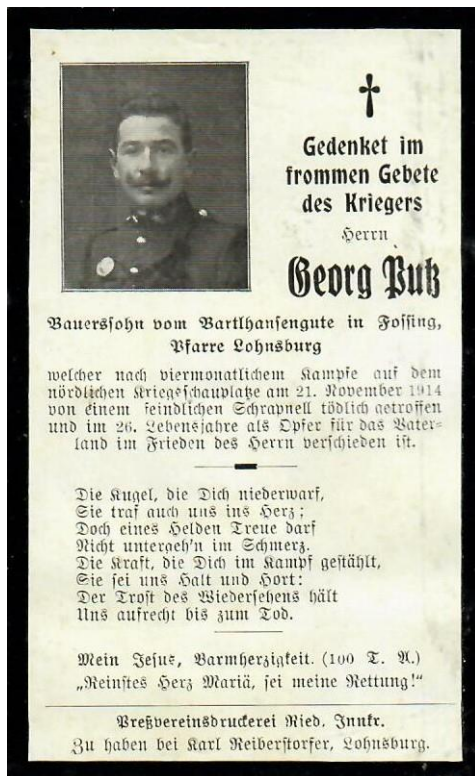 Gedenket im
frommen Gebete
des Kriegers
Herrn
Georg Putz
Bauerssohn vom Bartlhansengute in Fossing,
Pfarre Lohnsburg
welcher nach viermonatlichem Kampfe auf dem
nördlichen Kriegsschauplatze am 21. November 1914
von einem feindlichen Schrapnell tödlich getroffen
und im 26. Lebensjahre als Opfer für das Vater-
land im Frieden des Herrn verschieden ist.
Die Kugel, die Dich niederwarf,
Sie traf auch uns ins Herz;
Doch eines Helden Treue darf
Nicht untergeh'n im Schmerz.
Die Kraft, die Dich im Kampf gestählt,
Sie sei uns Halt und Hort:
Der Trost des Wiedersehens hält
Uns aufrecht bis zum Tod.
Mein Jesus, Barmherzigkeit. (100 T. A.)
„Reinstes Herz Mariä, sei meine Rettung!"
Preßvereinsdruckerei Ried, Innkr.
Zu haben bei Karl Reiberstorfer, Lohnsburg.